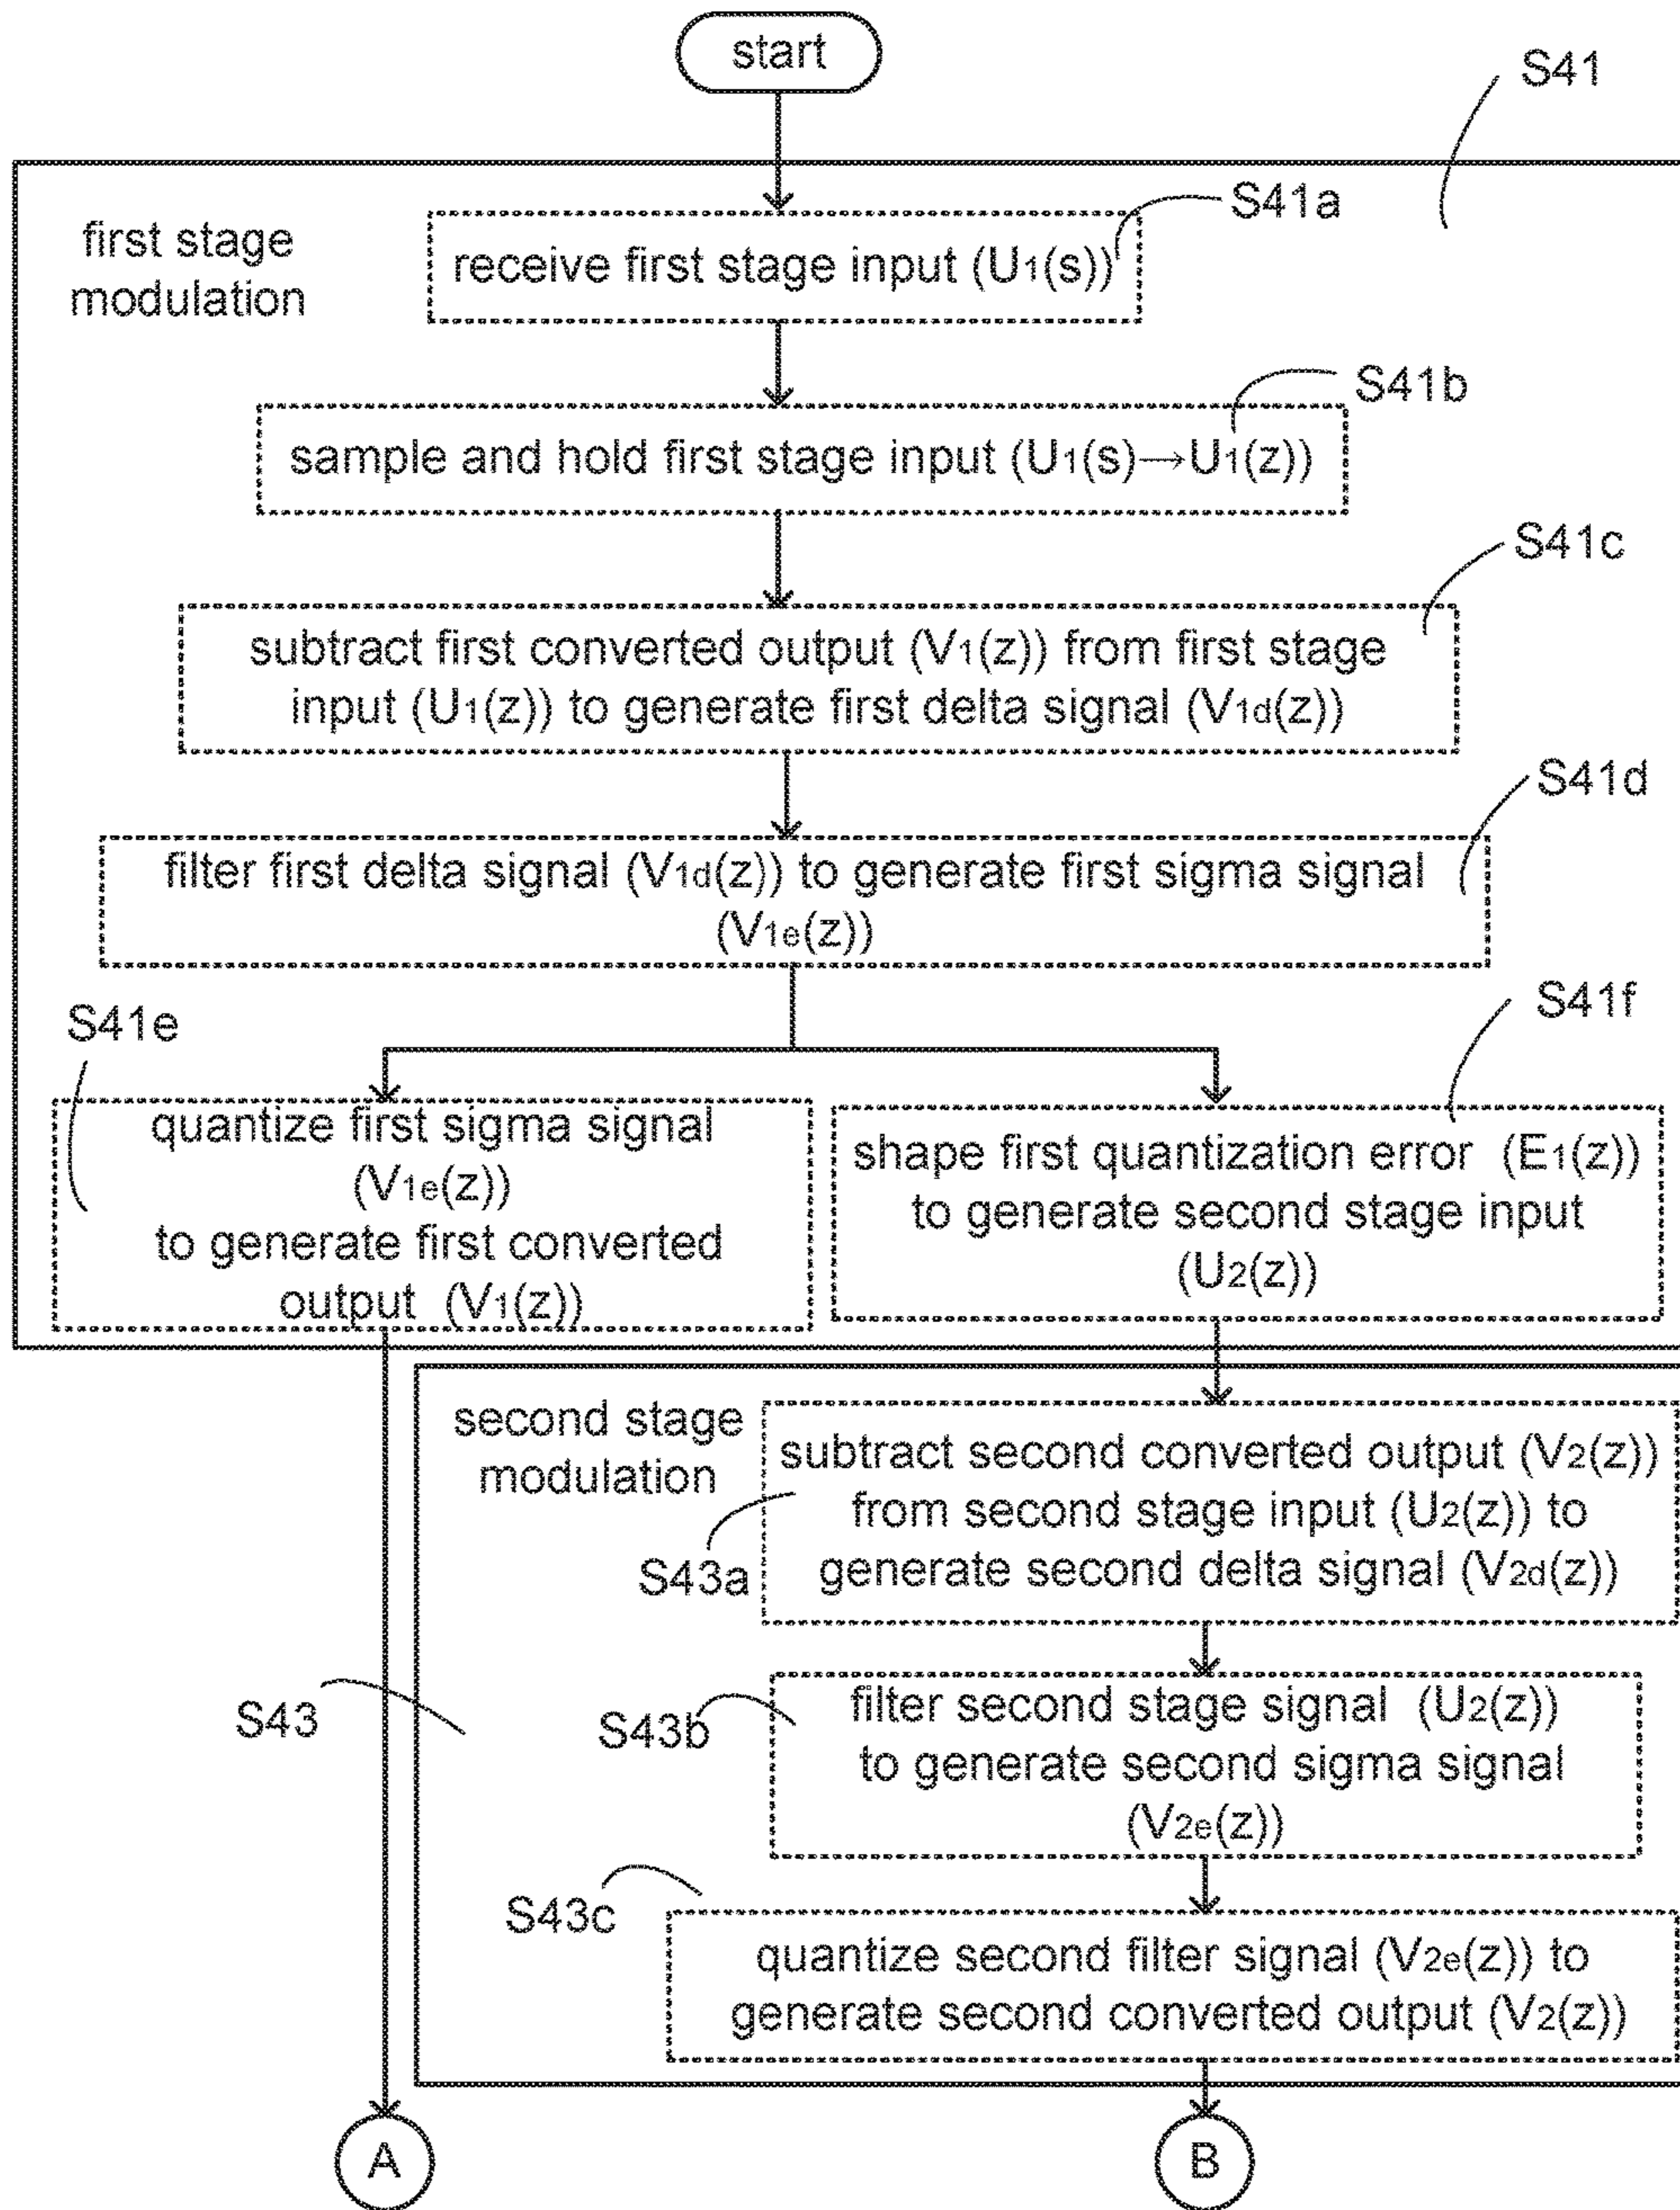 start
S41
first stage
modulation
S41a
receive first stage input (U1(s))
S41b
sample and hold first stage input (U1(s)→U1(z))
S41c
subtract first converted output (V1(z)) from first stage
input (U1(z)) to generate first delta signal (V1d(z))
S41d
filter first delta signal (V1d(z)) to generate first sigma signal
(V1e(z))
S41e
S41f
quantize first sigma signal
(V1e(z))
to generate first converted
output (V1(z))
shape first quantization error (E1(z))
to generate second stage input
(U2(z))
second stage
modulation
subtract second converted output (V2(z))
from second stage input (U2(z)) to
generate second delta signal (V2d(z))
S43a
S43
S43b
filter second stage signal (U2(z))
to generate second sigma signal
(V2e(z))
S43c
quantize second filter signal (V2e(z)) to
generate second converted output (V2(z))
A
B